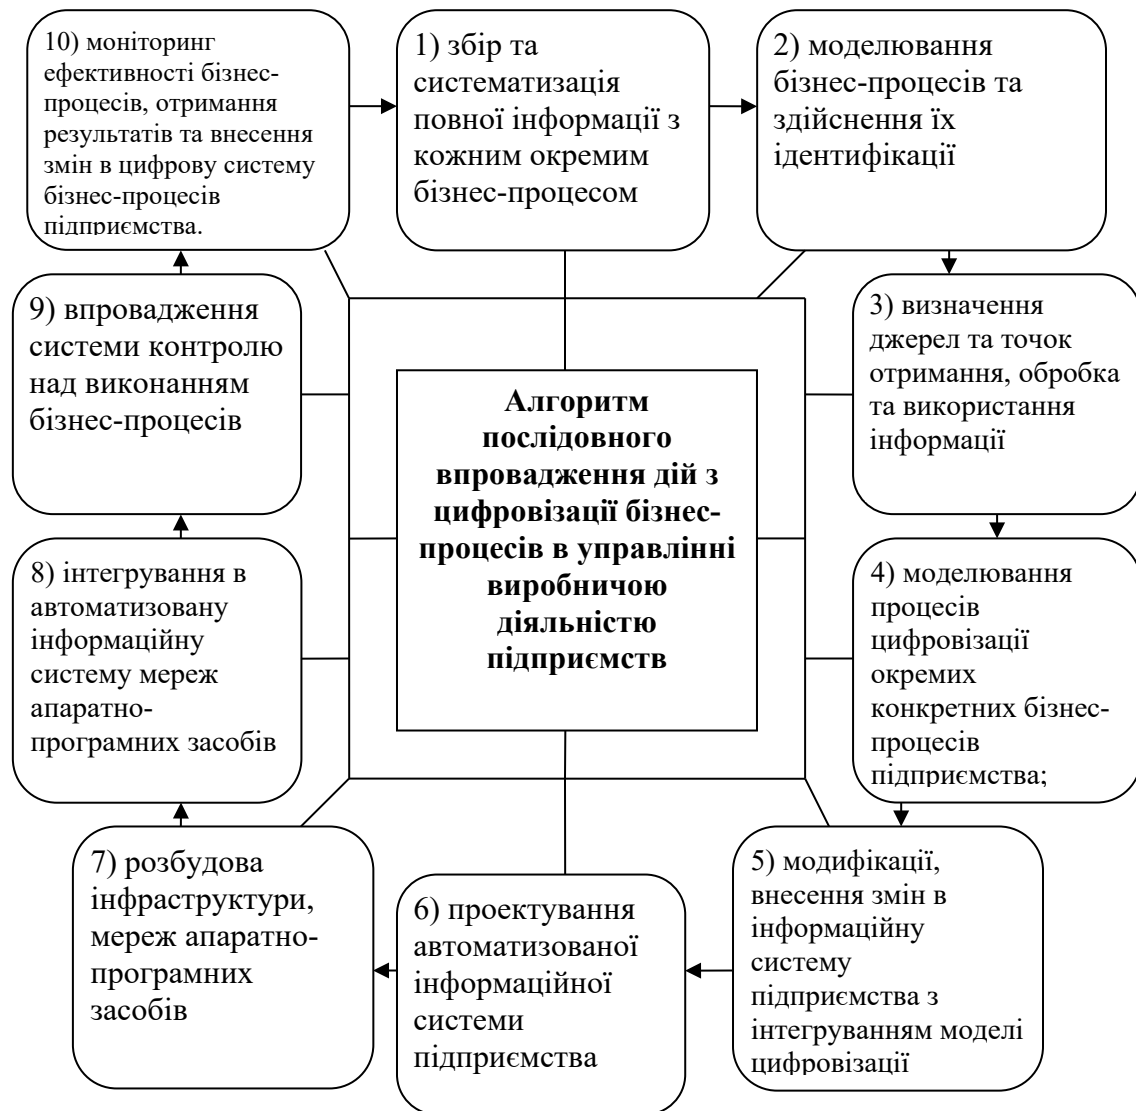 10) моніторинг
ефективності бізнес-
процесів, отримання
результатів та внесення
змін в цифрову систему
бізнес-процесів
підприємства.
1) збір та
систематизація
повної інформації з
кожним окремим
бізнес-процесом
2) моделювання
бізнес-процесів та
здійснення їх
ідентифікації
3) визначення
джерел та точок
отримання, обробка
та використання
інформації
4) моделювання
процесів
цифровізації
окремих
конкретних бізнес-
процесів
підприємства;
5) модифікації,
внесення змін в
інформаційну
систему
підприємства з
інтегруванням моделі
цифровізації
6) проектування
автоматизованої
інформаційної
системи
підприємства
7) розбудова
інфраструктури,
мереж апаратно-
програмних
засобів
8) інтегрування в
автоматизовану
інформаційну
систему мереж
апаратно-
програмних засобів
9) впровадження
системи контролю
над виконанням
бізнес-процесів
Алгоритм
послідовного
впровадження дій з
цифровізації бізнес-
процесів в управлінні
виробничою
діяльністю
підприємств